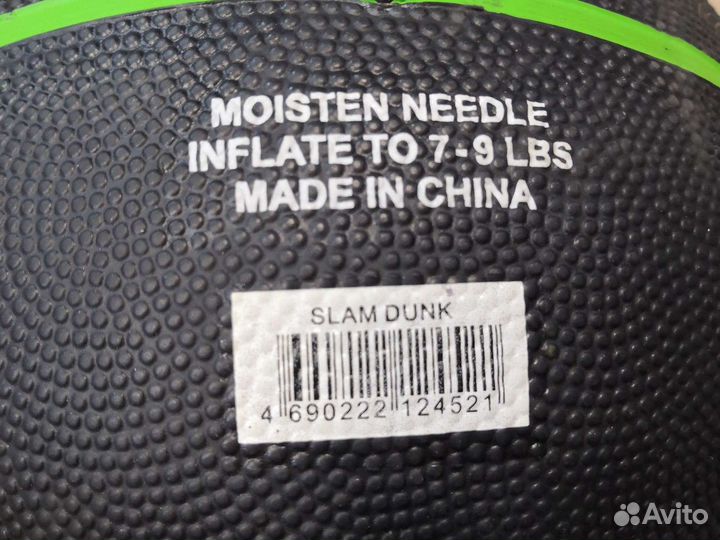 MOISTEN NEEDLE
INFLATE TO 7-9 LBS
MADE IN CHINA
SLAM DUNK
4 690222 124521
Avito